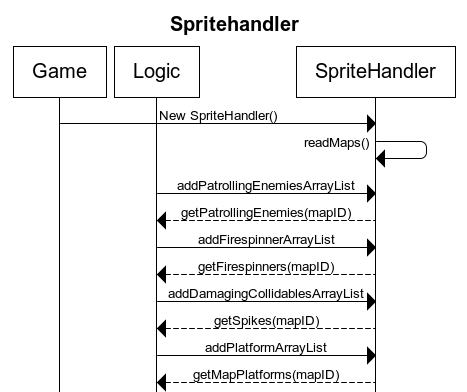 Spritehandler
Game
Logic
SpriteHandler
New SpriteHandler()
readMaps()
addPatrollingEnemiesArrayList
getPatrollingEnemies(mapID)
addFirespinnerArrayList
getFirespinners(mapID)
addDamagingCollidablesArrayList
getSpikes(mapID)
addPlatformArrayList
getMapPlatforms(mapID)